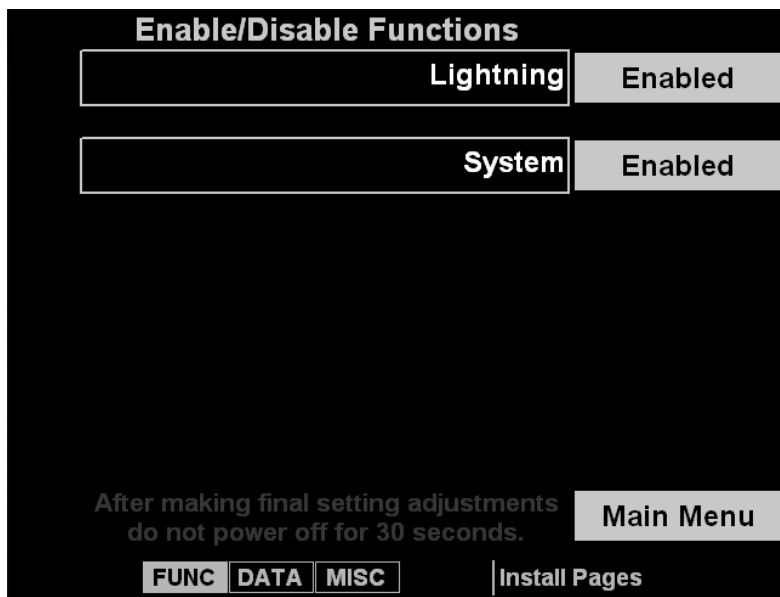 Enable/Disable Functions
Lightning Enabled
System Enabled
After making final setting adjustments
do not power off for 30 seconds.
Main Menu
FUNC DATA MISC Install Pages